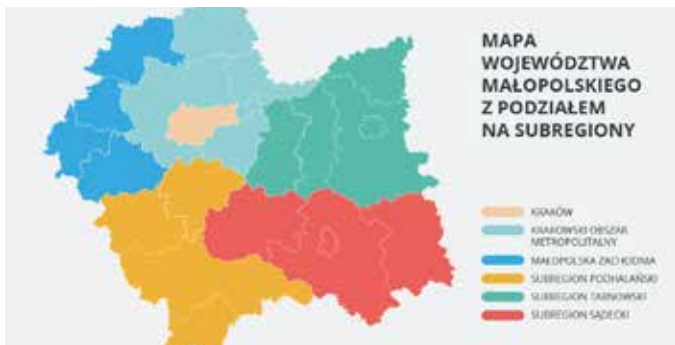 MAPA
WOJEWÓDZTWA
MAŁOPOLSKIEGO
Z PODZIAŁEM
NA SUBREGIONY
KRAKÓW
KRAKOWSKI OBSZAR
METROPOLITALNY
MAŁOPOLSKA ZACHODNIA
SUBREGION PODHALAŃSKI
SUBREGION TARNOWSKI
SUBREGION SĄDECKI